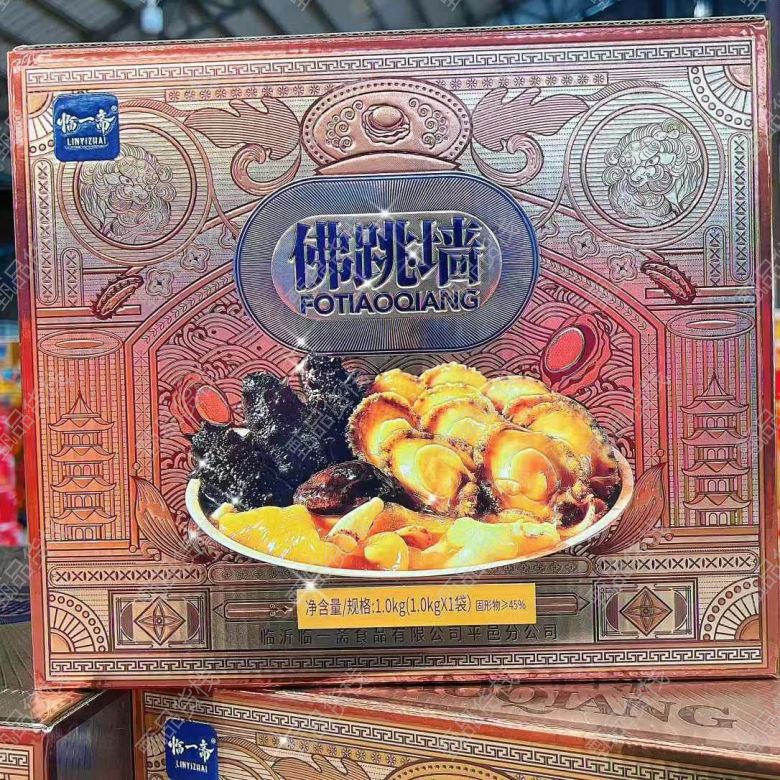 临一斋®
LINYIZHAI
佛跳墙
FOTIAOQIANG
净含量/规格:1.0kg(1.0kgX1袋) 固形物≥45%
临沂临一斋食品有限公司平邑分公司
临一斋
LINYIZHAI
QIANG